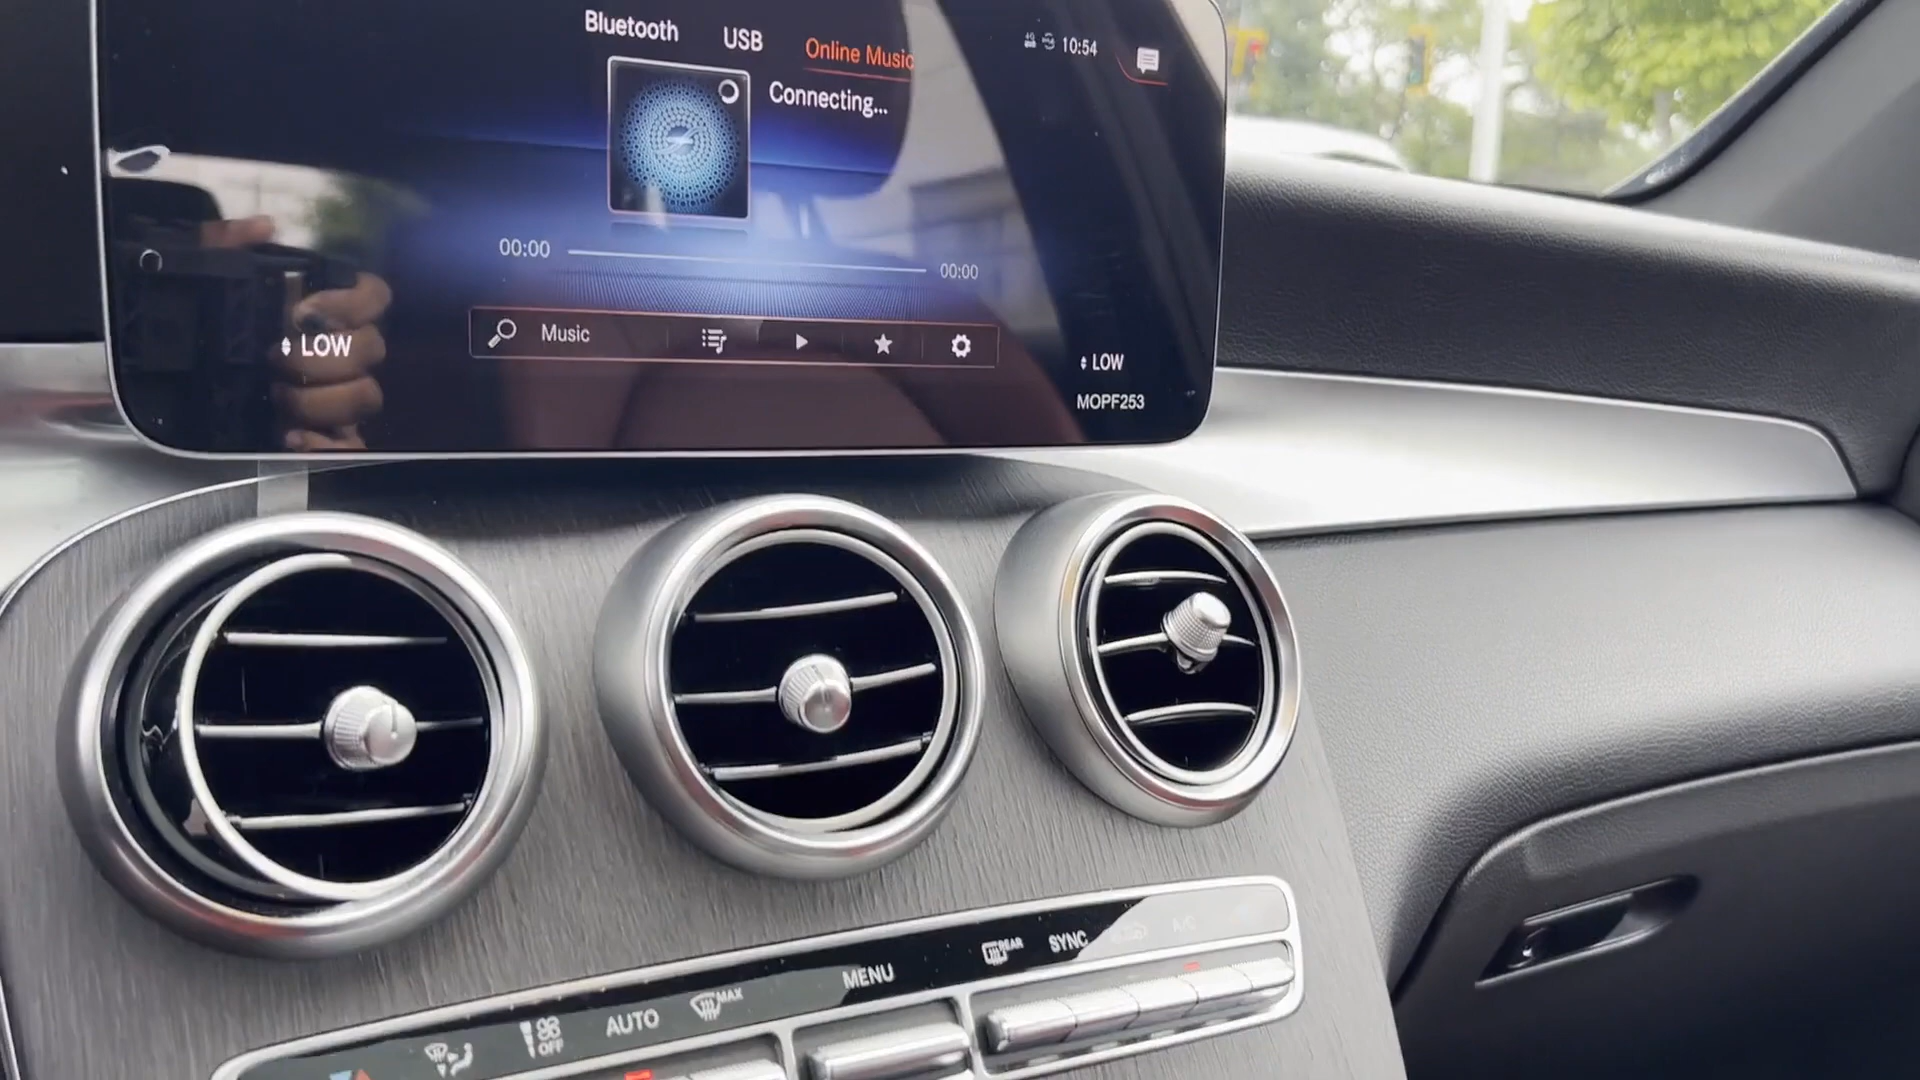 Bluetooth USB Online Music
4G 10:54
Connecting...
00:00 00:00
Music
LOW LOW
MOPF253
REAR SYNC A/C
MENU
MAX
AUTO
OFF